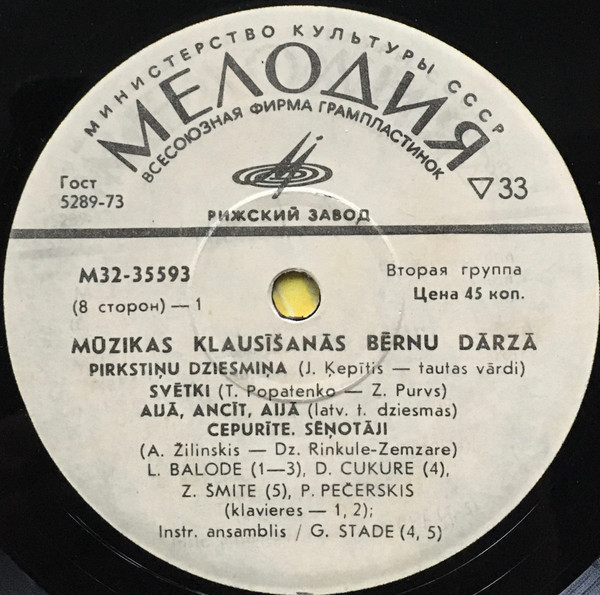 МИНИСТЕРСТВО КУЛЬТУРЫ СССР
МЕЛОДИЯ
ВСЕСОЮЗНАЯ ФИРМА ГРАМПЛАСТИНОК
Гост
5289-73
33
РИЖСКИЙ ЗАВОД
М32-35593
(8 сторон) — 1
Вторая группа
Цена 45 коп.
MŪZIKAS KLAUSĪŠANĀS BĒRNU DĀRZĀ
PIRKSTIŅU DZIESMIŅA (J. Ķepītis — tautas vārdi)
SVĒTKI (T. Popatenko — Z. Purvs)
AIJĀ, ANCĪT, AIJĀ (latv. t. dziesmas)
CEPURĪTE. SĒŅOTĀJI
(A. Žilinskis — Dz. Rinkule-Zemzare)
L. BALODE (1—3), D. CUKURE (4),
Z. ŠMITE (5), P. PEČERSKIS
(klavieres — 1, 2);
Instr. ansamblis / G. STADE (4, 5)